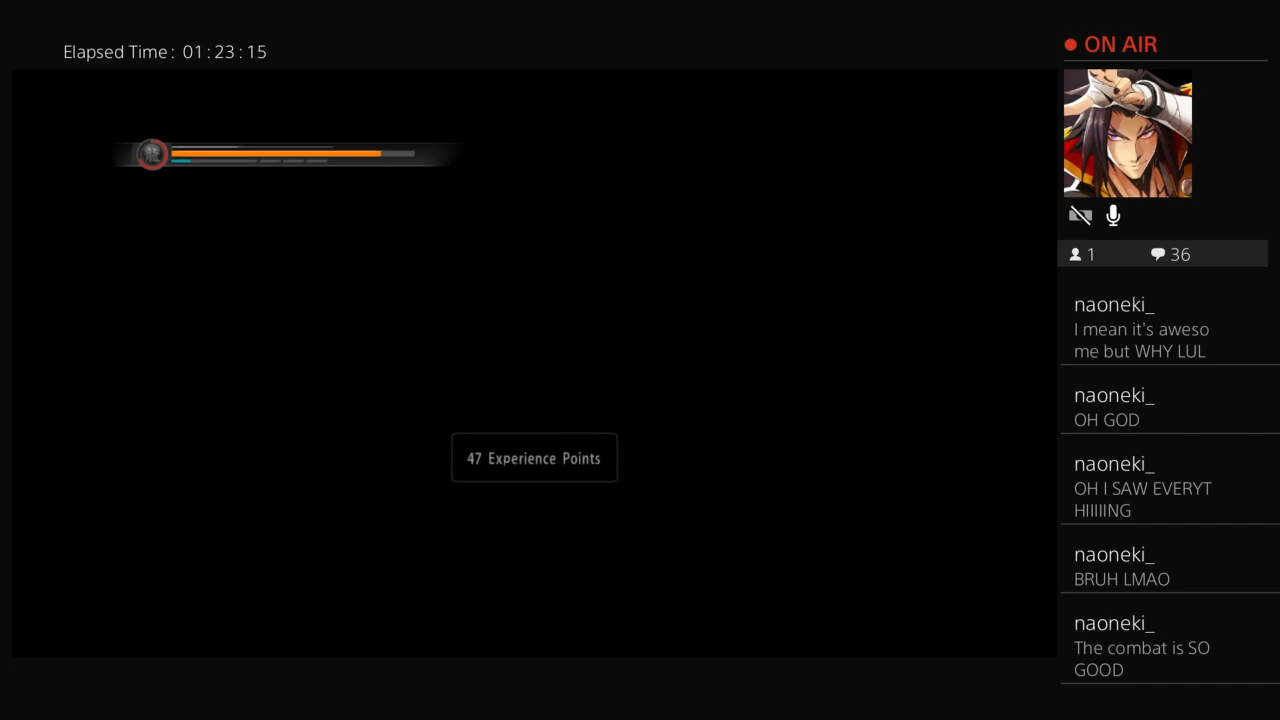 Elapsed Time: 01:23:15
ON AIR
龍
1
36
naoneki_
I mean it's aweso
me but WHY LUL
naoneki_
OH GOD
naoneki_
OH I SAW EVERYT
HIIIIING
naoneki_
BRUH LMAO
naoneki_
The combat is SO
GOOD
47 Experience Points